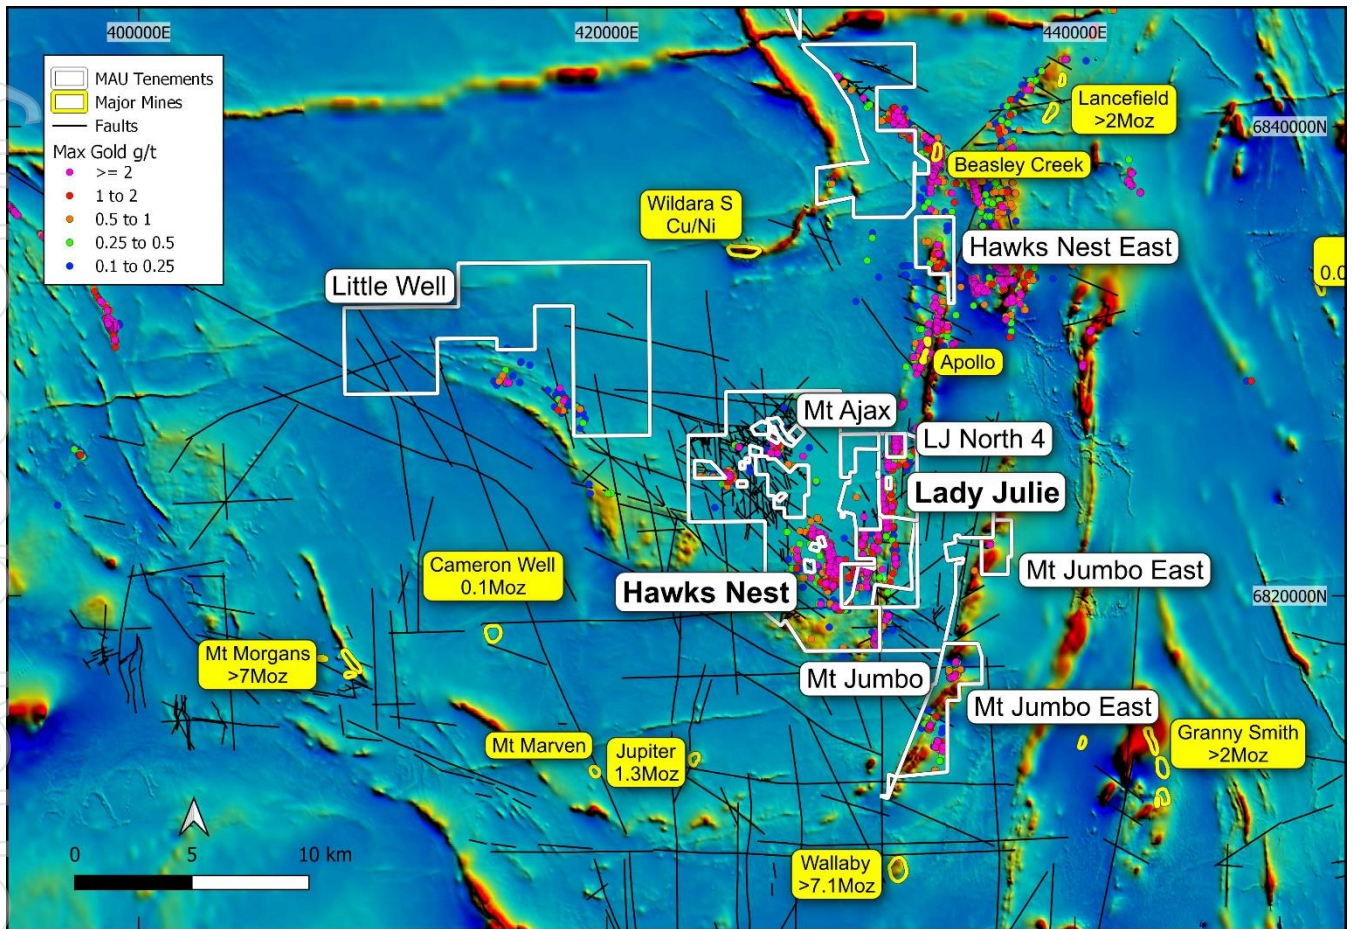 400000E
420000E
440000E
MAU Tenements
Major Mines
Faults
Max Gold g/t
>= 2
1 to 2
0.5 to 1
0.25 to 0.5
0.1 to 0.25
Lancefield
>2Moz
6840000N
Beasley Creek
Wildara S
Cu/Ni
Hawks Nest East
0.0
Little Well
Apollo
Mt Ajax
LJ North 4
Lady Julie
Cameron Well
0.1Moz
Hawks Nest
Mt Jumbo East
6820000N
Mt Morgans
>7Moz
Mt Jumbo
Mt Jumbo East
Mt Marven
Jupiter
1.3Moz
Granny Smith
>2Moz
Wallaby
>7.1Moz
0
5
10 km